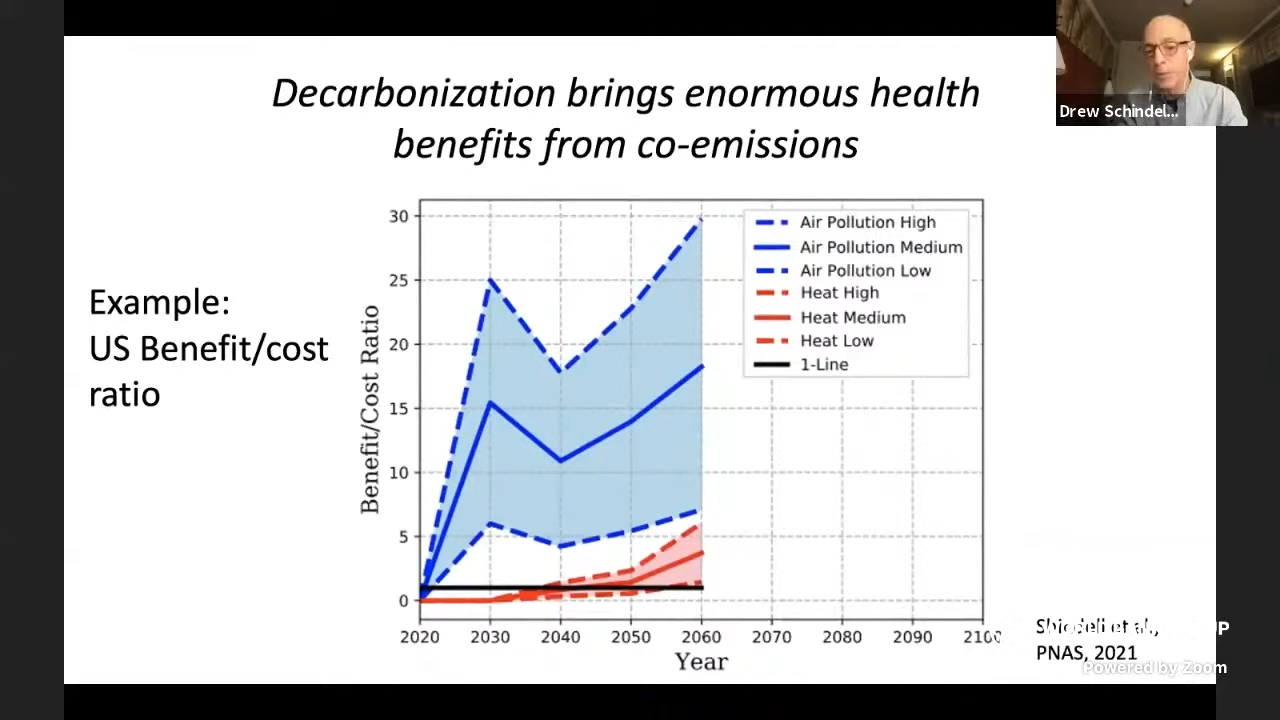 Decarbonization brings enormous health
benefits from co-emissions
Drew Schindel...
Example:
US Benefit/cost
ratio
Benefit/Cost Ratio
30
25
20
15
10
5
0
Air Pollution High
Air Pollution Medium
Air Pollution Low
Heat High
Heat Medium
Heat Low
1-Line
2020 2030 2040 2050 2060 2070 2080 2090 2100
Year
et al.,
PNAS, 2021
Powered by Zoom